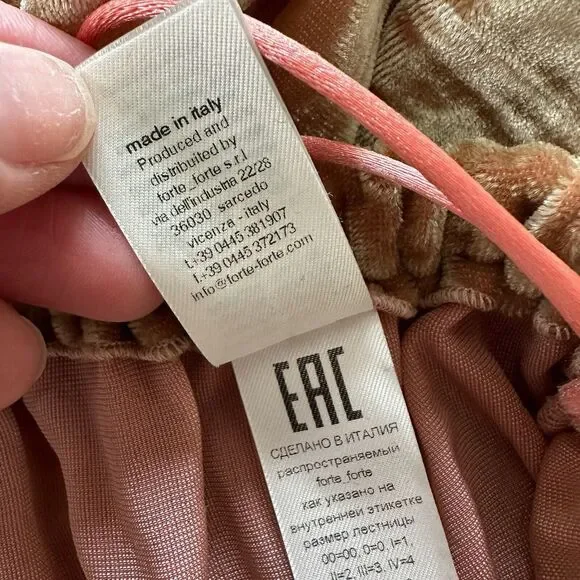 made in italy
Produced and
distributed by
forte_forte s.r.l
via dell'industria 22/26
36030 sarcedo
vicenza - italy
t.+39 0445 381907
f.+39 0445 372173
info@forte-forte.com
EAC
СДЕЛАНО В ИТАЛИЯ
распространяемый
forte_forte
как указано на
внутренней этикетке
размер лестницы
00=00, 0=0, I=1,
II=2, III=3, IV=4